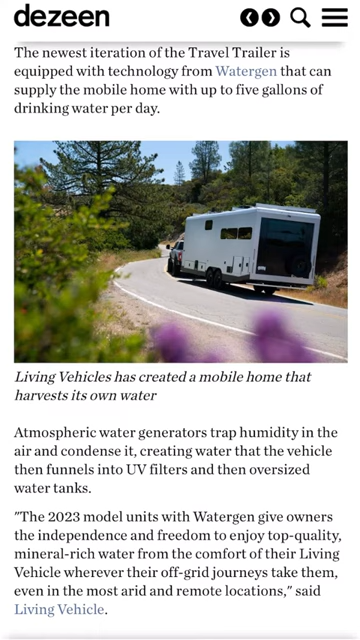 dezeen
The newest iteration of the Travel Trailer is
equipped with technology from Watergen that can
supply the mobile home with up to five gallons of
drinking water per day.
Living Vehicles has created a mobile home that
harvests its own water
Atmospheric water generators trap humidity in the
air and condense it, creating water that the vehicle
then funnels into UV filters and then oversized
water tanks.
"The 2023 model units with Watergen give owners
the independence and freedom to enjoy top-quality,
mineral-rich water from the comfort of their Living
Vehicle wherever their off-grid journeys take them,
even in the most arid and remote locations," said
Living Vehicle.